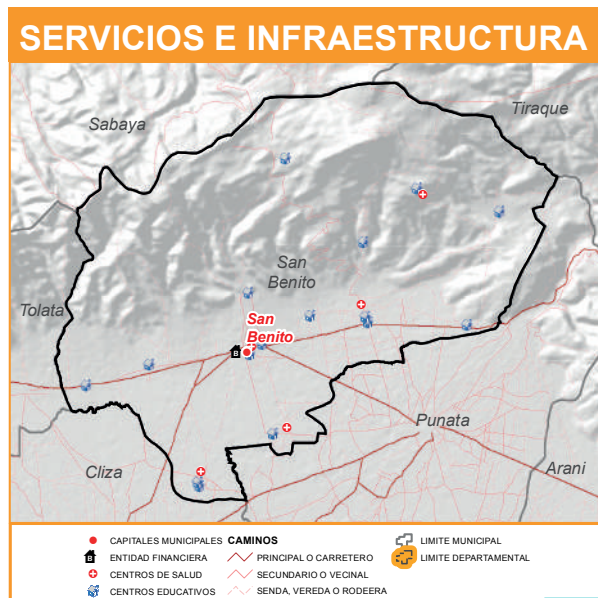 SERVICIOS E INFRAESTRUCTURA
Tiraque
Sabaya
San
Benito
Tolata
San
Benito
B
Punata
Cliza
Arani
CAPITALES MUNICIPALES
B ENTIDAD FINANCIERA
CENTROS DE SALUD
CENTROS EDUCATIVOS
CAMINOS
PRINCIPAL O CARRETERO
SECUNDARIO O VECINAL
SENDA, VEREDA O RODEERA
LIMITE MUNICIPAL
LIMITE DEPARTAMENTAL